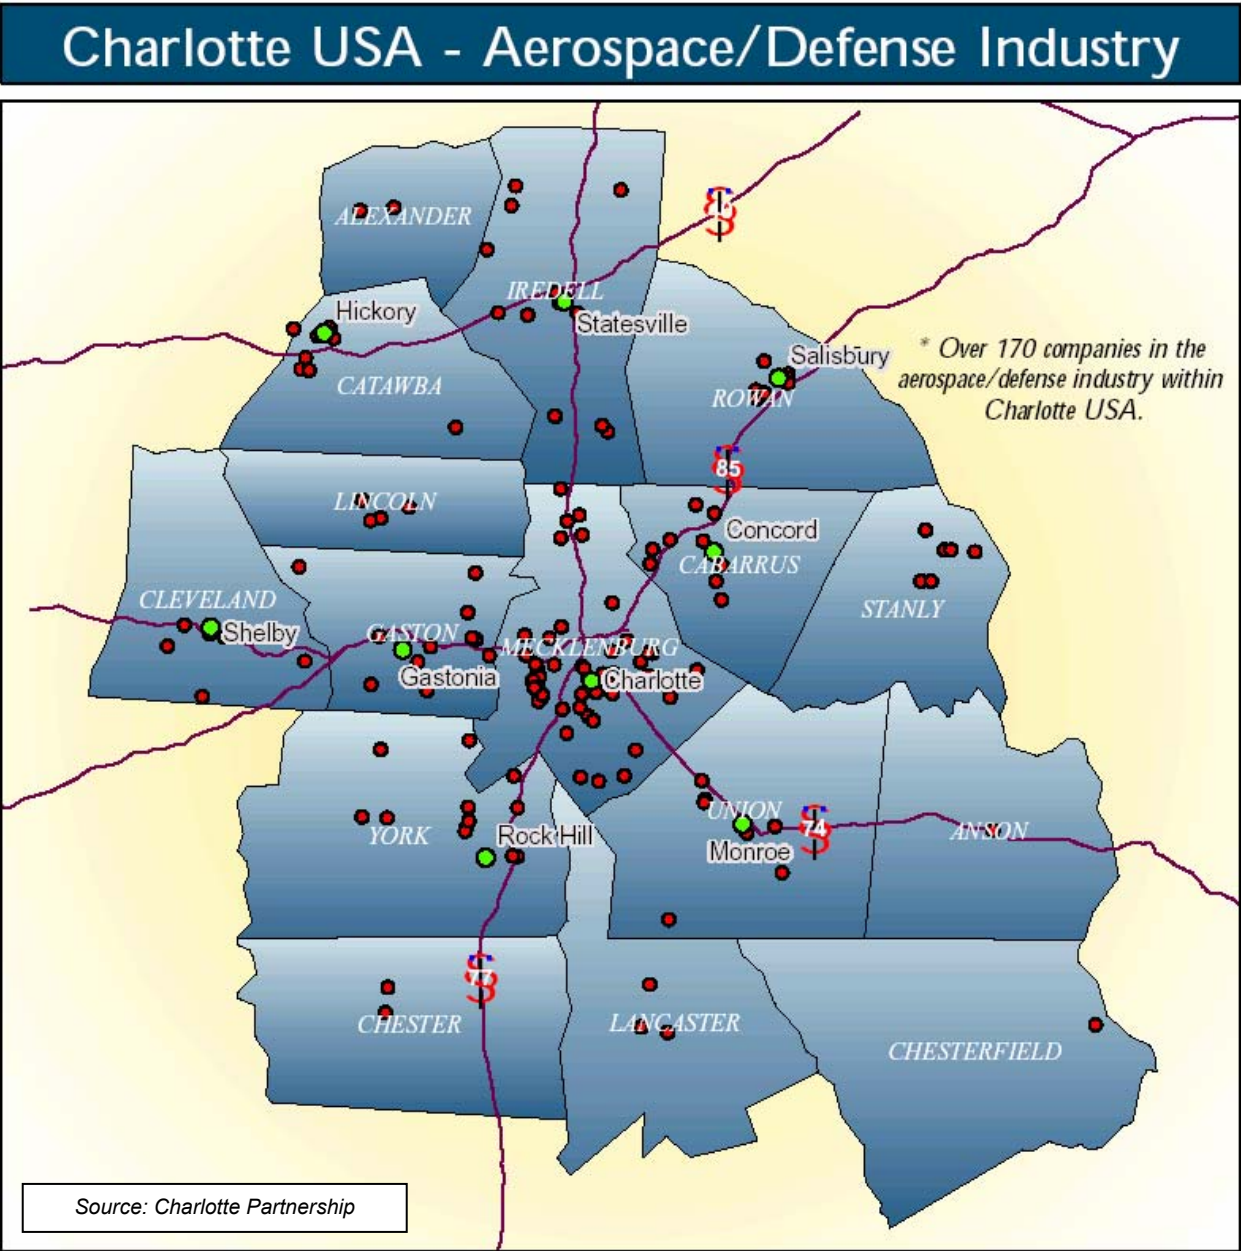 Charlotte USA - Aerospace/Defense Industry
ALEXANDER
IREDELL
Hickory
Statesville
Salisbury
* Over 170 companies in the
aerospace/defense industry within
Charlotte USA.
CATAWBA
ROWAN
85
LINCOLN
Concord
CABARRUS
CLEVELAND
STANLY
Shelby
GASTON
MECKLENBURG
Gastonia
Charlotte
UNION
74
ANSON
YORK
Rock Hill
Monroe
77
CHESTER
LANCASTER
CHESTERFIELD
Source: Charlotte Partnership